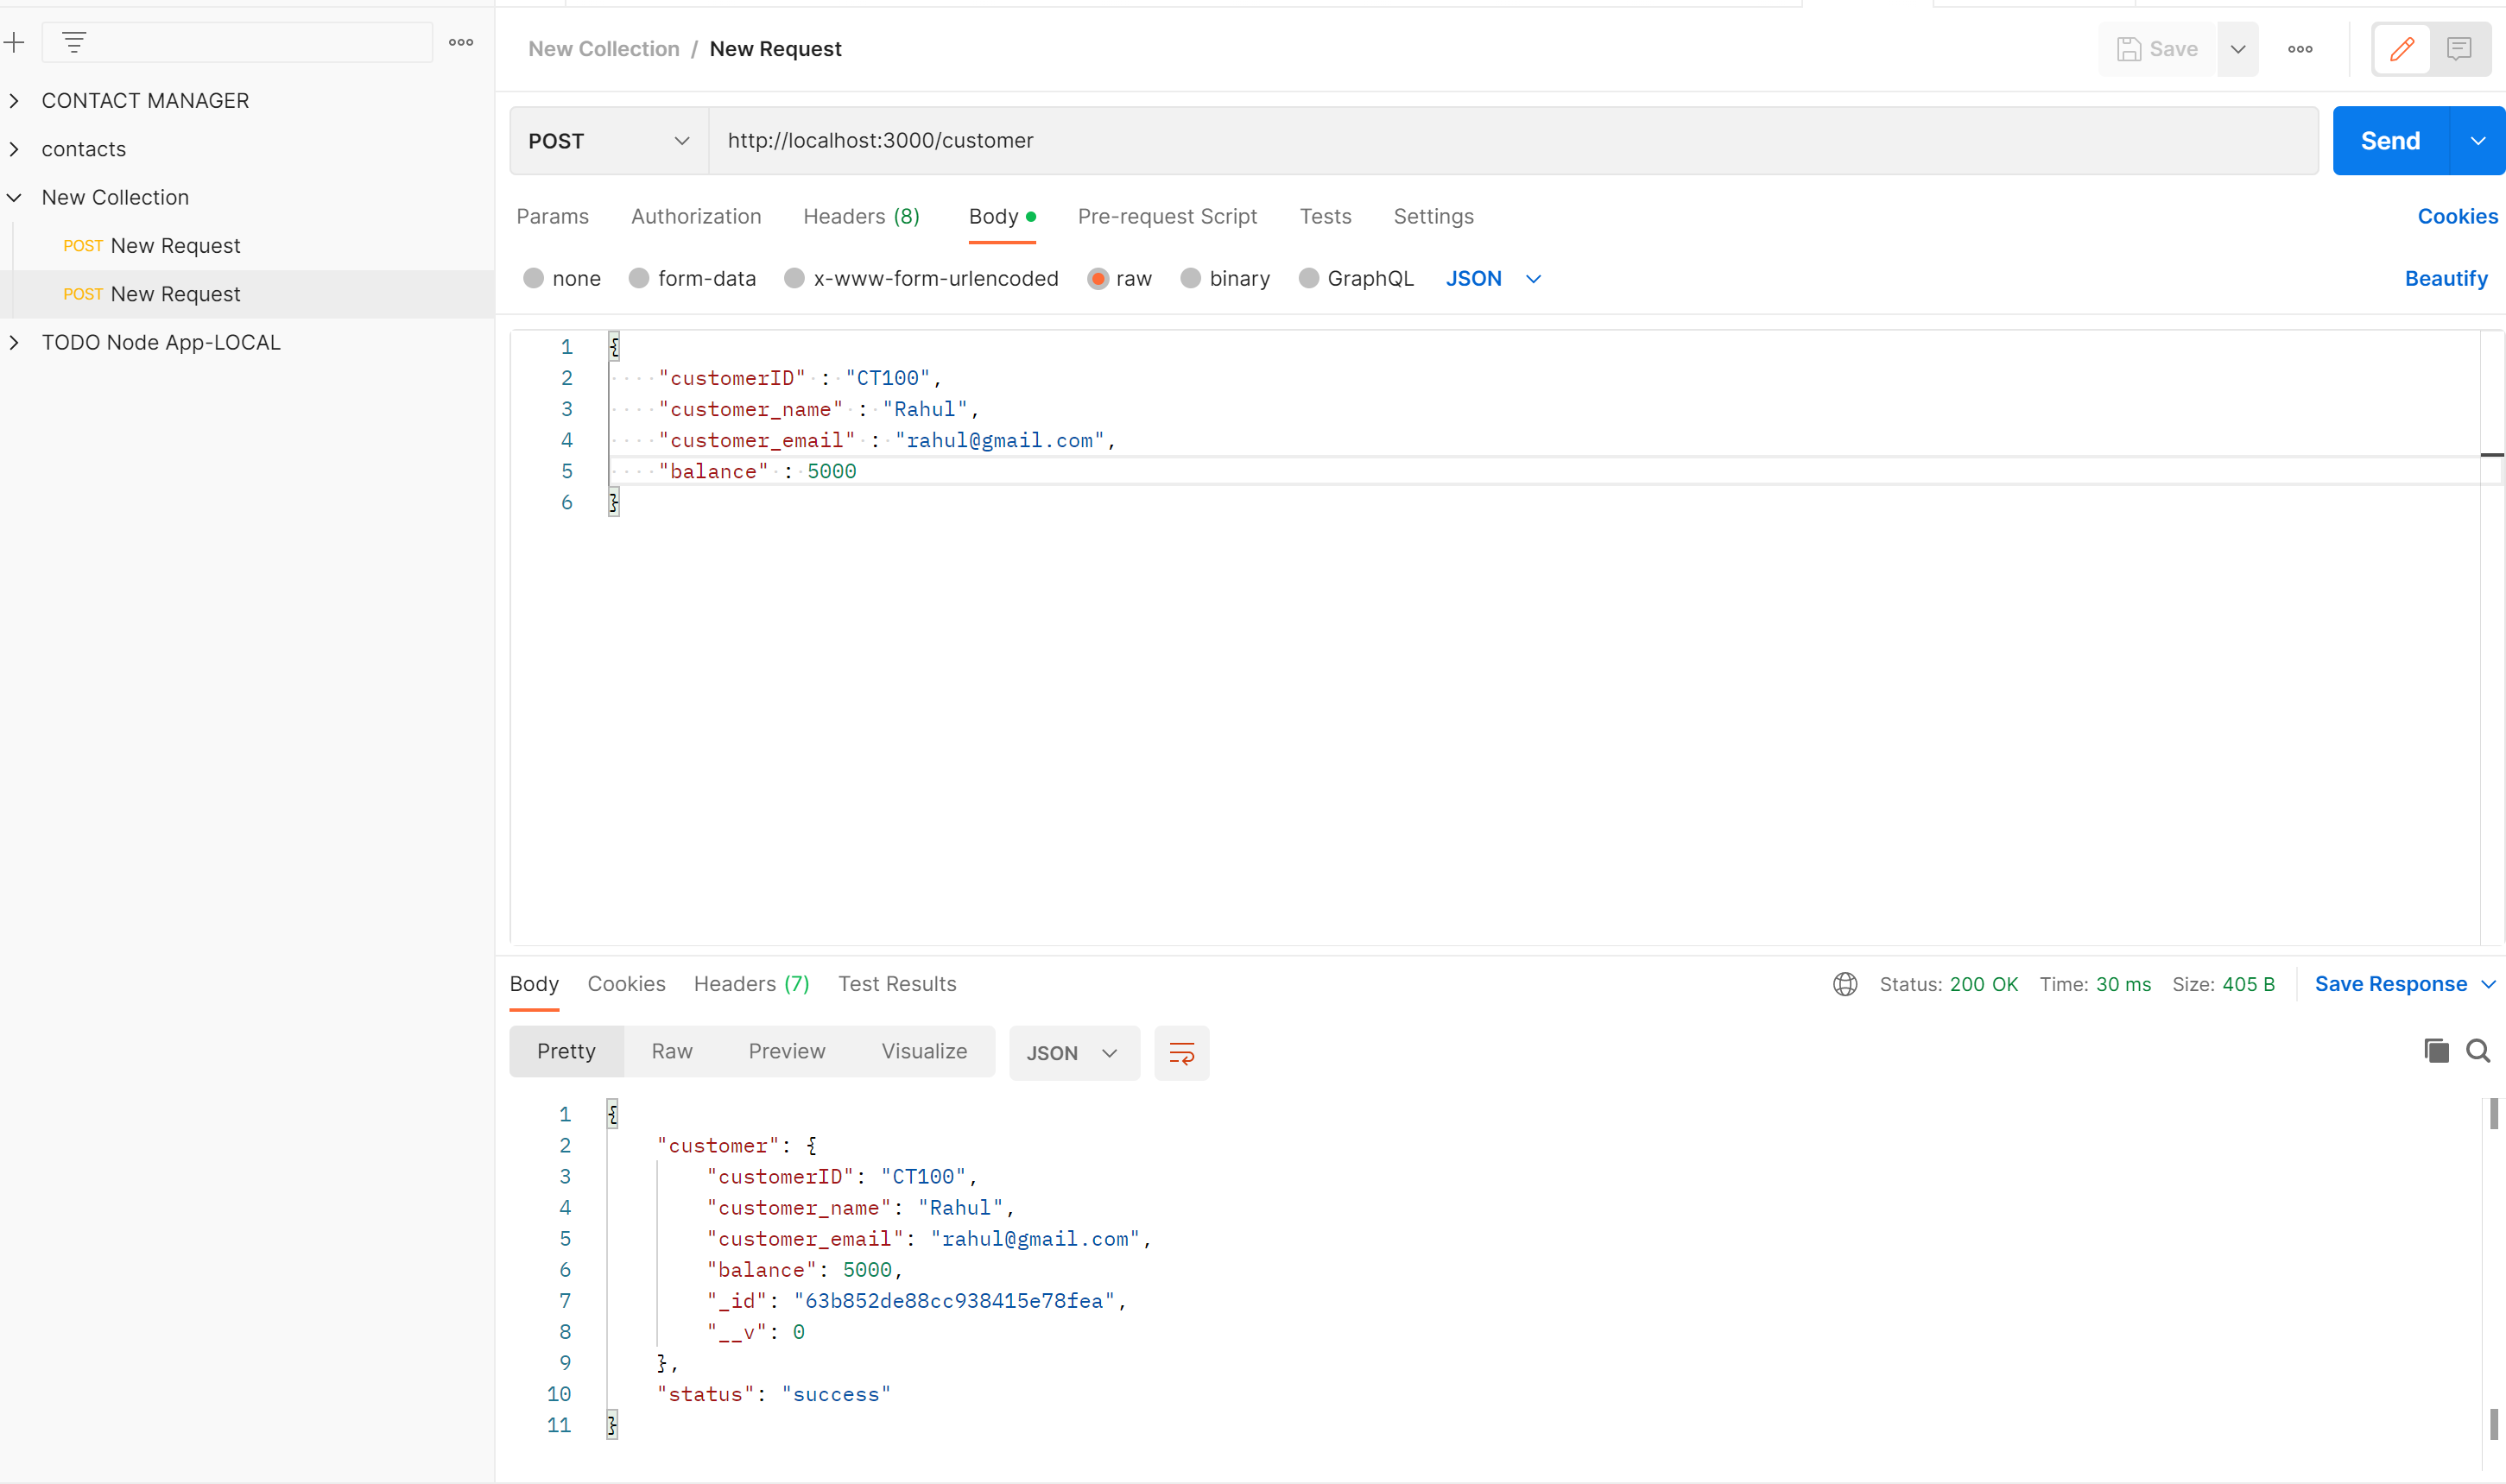 CONTACT MANAGER
contacts
New Collection
POST New Request
POST New Request
TODO Node App-LOCAL
New Collection / New Request
Save
POST http://localhost:3000/customer Send
Params Authorization Headers (8) Body Pre-request Script Tests Settings Cookies
none form-data x-www-form-urlencoded raw binary GraphQL JSON Beautify
1 {
2 "customerID" : "CT100",
3 "customer_name" : "Rahul",
4 "customer_email" : "rahul@gmail.com",
5 "balance" : 5000
6 }
Body Cookies Headers (7) Test Results Status: 200 OK Time: 30 ms Size: 405 B Save Response
Pretty Raw Preview Visualize JSON
1 {
2 "customer": {
3 "customerID": "CT100",
4 "customer_name": "Rahul",
5 "customer_email": "rahul@gmail.com",
6 "balance": 5000,
7 "_id": "63b852de88cc938415e78fea",
8 "__v": 0
9 },
10 "status": "success"
11 }